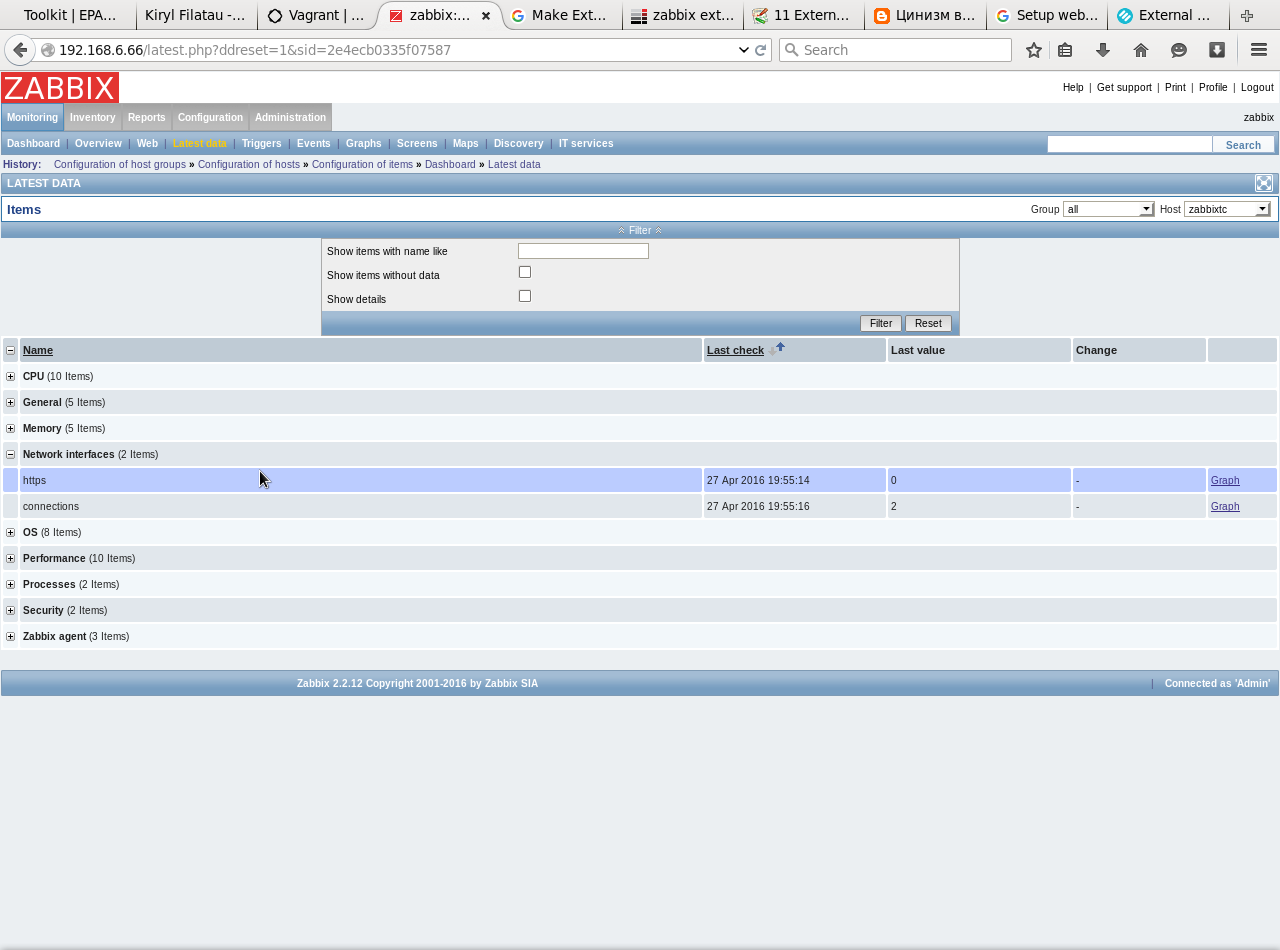 Toolkit | EPA... Kiryl Filatau -... Vagrant | ... zabbix:... Make Ext... zabbix ext... 11 Extern... Цинизм в... Setup web... External ...
192.168.6.66/latest.php?ddreset=1&sid=2e4ecb0335f07587 Search
ZABBIX Help | Get support | Print | Profile | Logout
Monitoring Inventory Reports Configuration Administration zabbix
Dashboard | Overview | Web | Latest data | Triggers | Events | Graphs | Screens | Maps | Discovery | IT services Search
History: Configuration of host groups » Configuration of hosts » Configuration of items » Dashboard » Latest data
LATEST DATA
Items Group all Host zabbixtc
Filter
Show items with name like
Show items without data
Show details
Filter Reset
Name Last check Last value Change
CPU (10 Items)
General (5 Items)
Memory (5 Items)
Network interfaces (2 Items)
https 27 Apr 2016 19:55:14 0 - Graph
connections 27 Apr 2016 19:55:16 2 - Graph
OS (8 Items)
Performance (10 Items)
Processes (2 Items)
Security (2 Items)
Zabbix agent (3 Items)
Zabbix 2.2.12 Copyright 2001-2016 by Zabbix SIA | Connected as 'Admin'